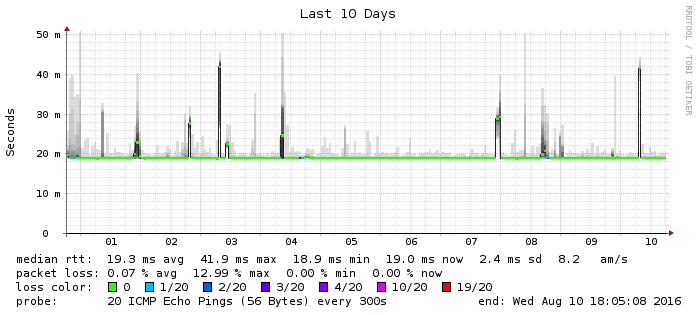 Last 10 Days
RRDTOOL / TOBI OETIKER
Seconds
50 m
40 m
30 m
20 m
10 m
0
01 02 03 04 05 06 07 08 09 10
median rtt: 19.3 ms avg 41.9 ms max 18.9 ms min 19.0 ms now 2.4 ms sd 8.2 am/s
packet loss: 0.07 % avg 12.99 % max 0.00 % min 0.00 % now
loss color: 0 1/20 2/20 3/20 4/20 10/20 19/20
probe: 20 ICMP Echo Pings (56 Bytes) every 300s end: Wed Aug 10 18:05:08 2016